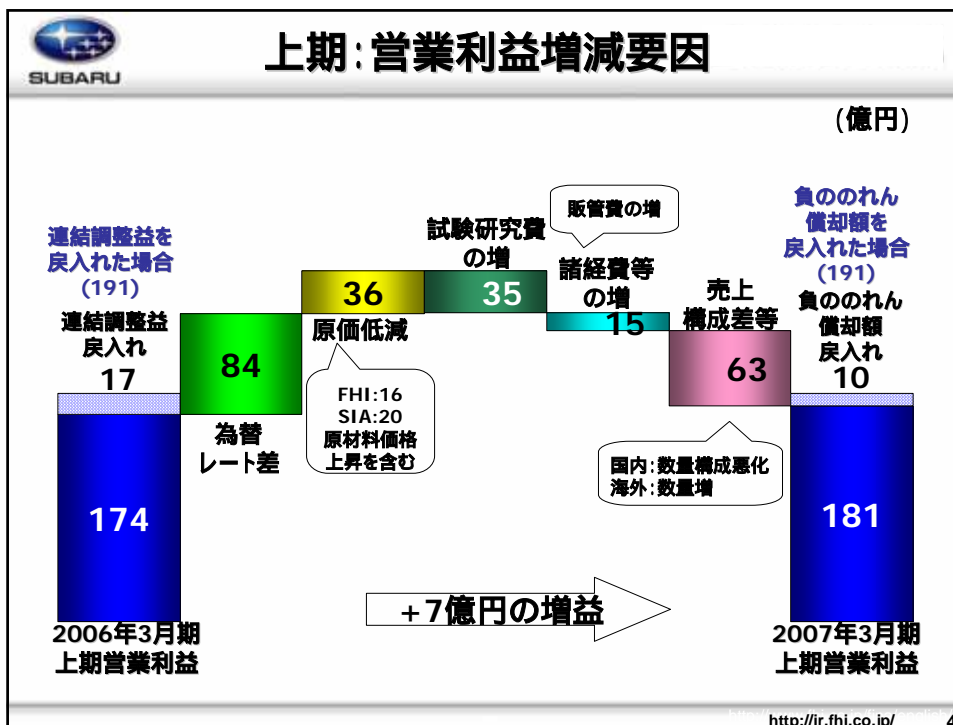 SUBARU
上期:営業利益増減要因
(億円)
連結調整益を
戻入れた場合
(191)
連結調整益
戻入れ
17
174
2006年3月期
上期営業利益
84
為替
レート差
36
原価低減
FHI:16
SIA:20
原材料価格
上昇を含む
試験研究費
の増
35
販管費の増
諸経費等
の増
15
売上
構成差等
63
国内:数量構成悪化
海外:数量増
負ののれん
償却額を
戻入れた場合
(191)
負ののれん
償却額
戻入れ
10
181
2007年3月期
上期営業利益
+7億円の増益
http://ir.fhi.co.jp/
4